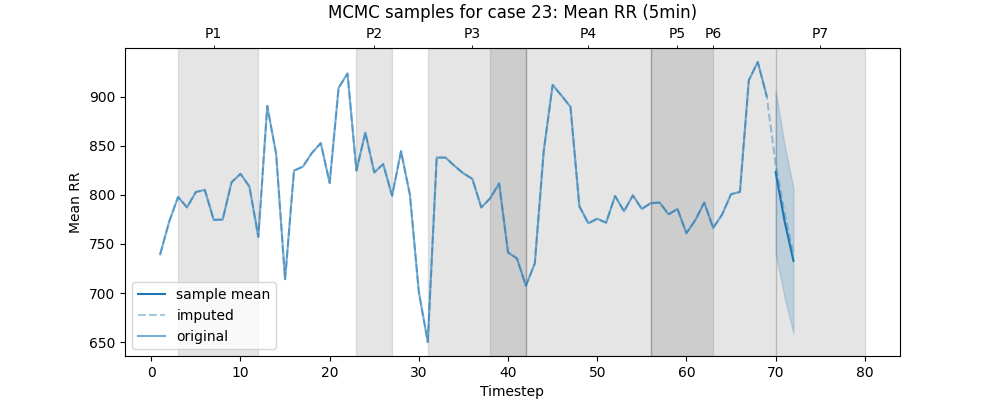 MCMC samples for case 23: Mean RR (5min)
P1 P2 P3 P4 P5 P6 P7
900
850
800
750
700
650
Mean RR
sample mean
imputed
original
0 10 20 30 40 50 60 70 80
Timestep